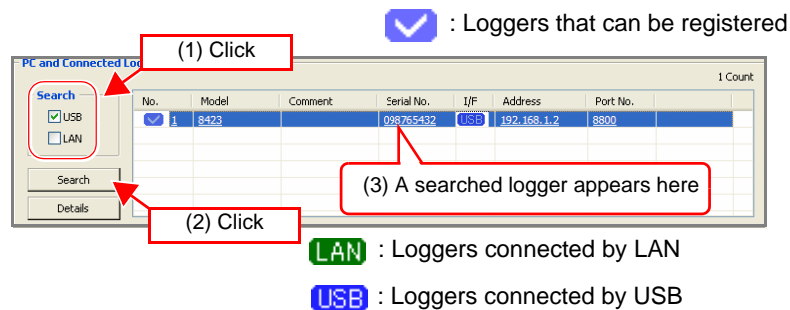 : Loggers that can be registered
(1) Click
PC and Connected Lo
1 Count
Search
USB
LAN
No. Model Comment Serial No. I/F Address Port No.
1 8423 098765432 USB 192.168.1.2 8800
(3) A searched logger appears here
Search
Details
(2) Click
LAN : Loggers connected by LAN
USB : Loggers connected by USB